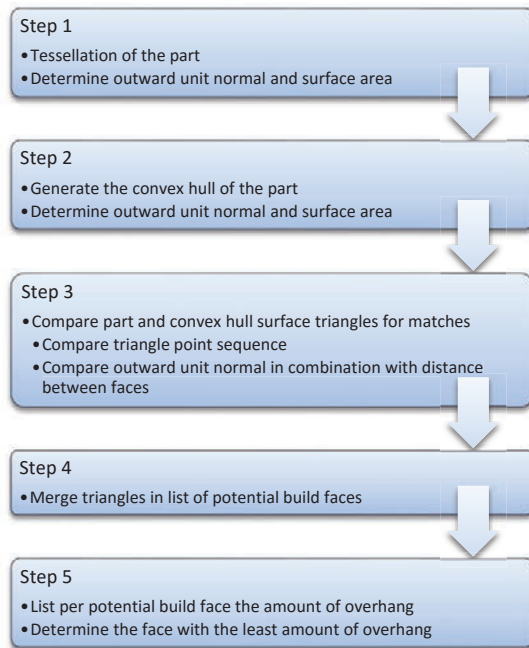 Step 1
•Tessellation of the part
•Determine outward unit normal and surface area
Step 2
•Generate the convex hull of the part
•Determine outward unit normal and surface area
Step 3
•Compare part and convex hull surface triangles for matches
•Compare triangle point sequence
•Compare outward unit normal in combination with distance
between faces
Step 4
•Merge triangles in list of potential build faces
Step 5
•List per potential build face the amount of overhang
•Determine the face with the least amount of overhang